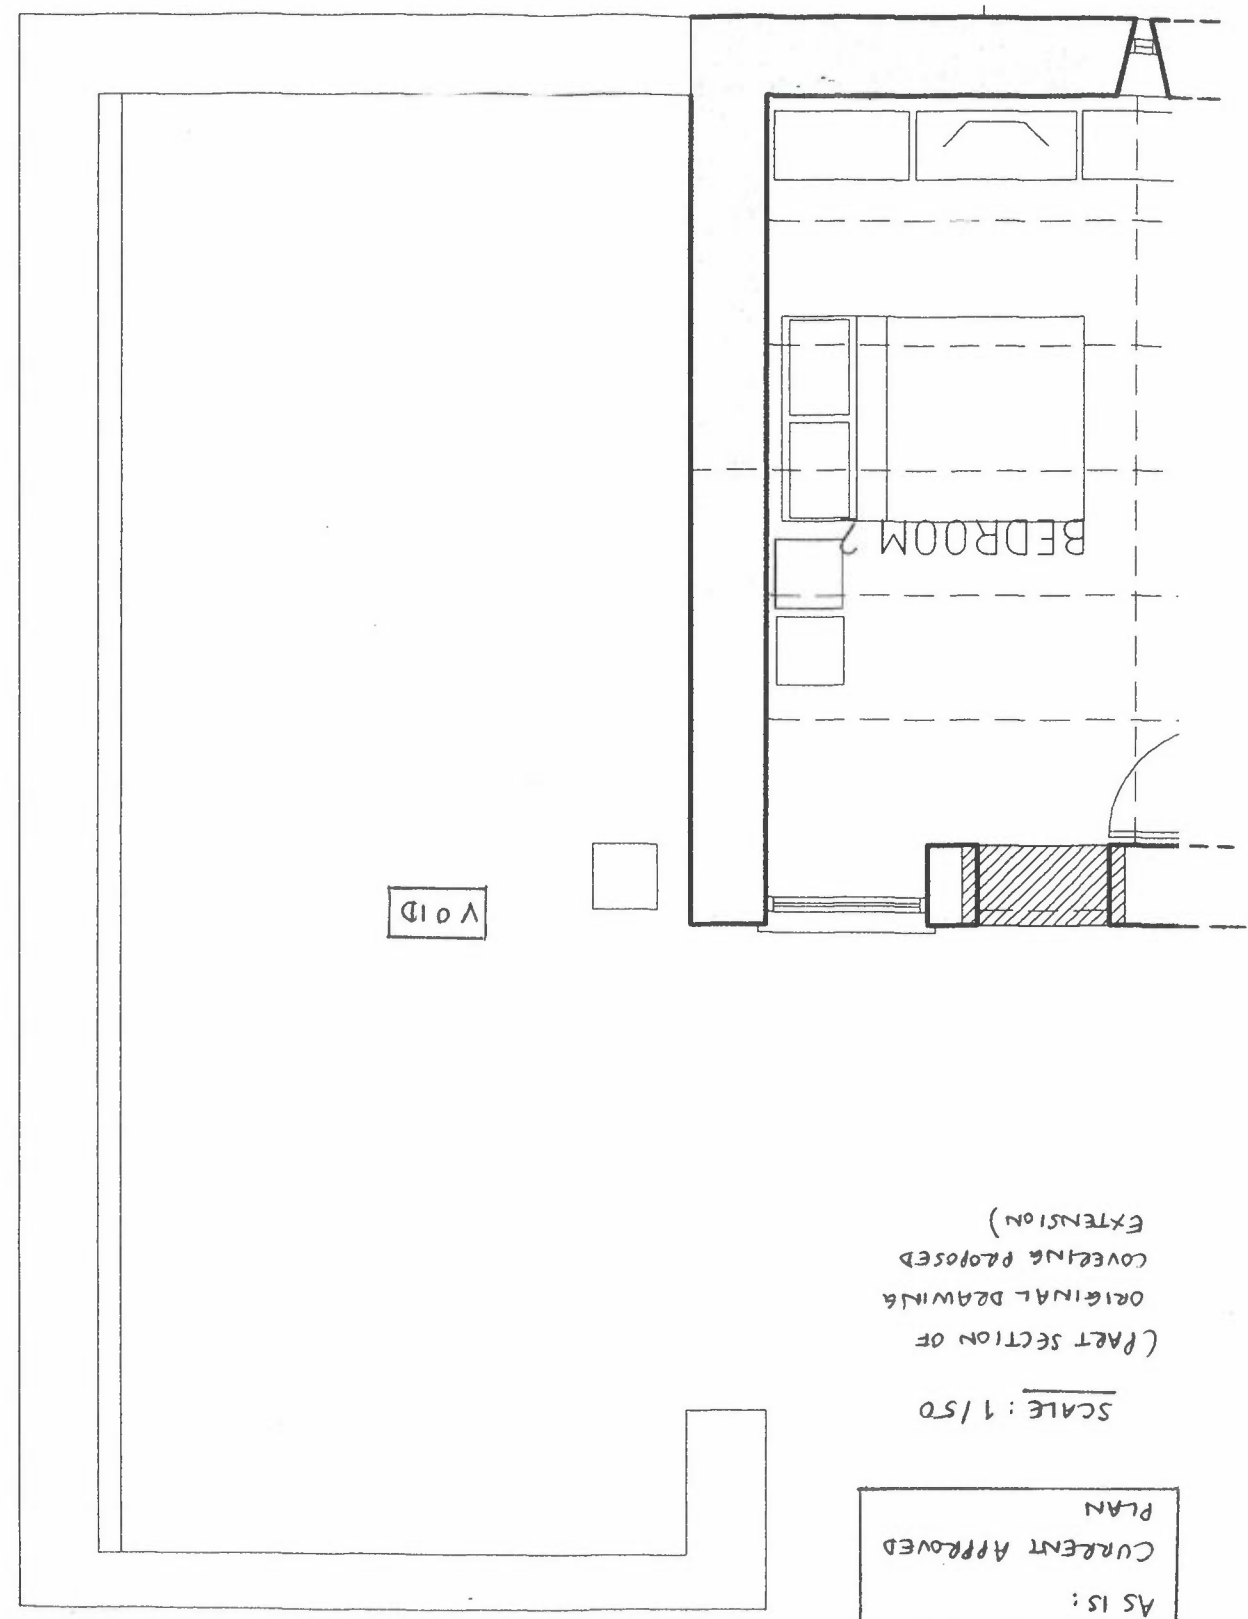 AS IS:
CURRENT APPROVED
PLAN
SCALE: 1/50
(PART SECTION OF
ORIGINAL DRAWING
COVERING PROPOSED
EXTENSION)
VOID
BEDROOM 2